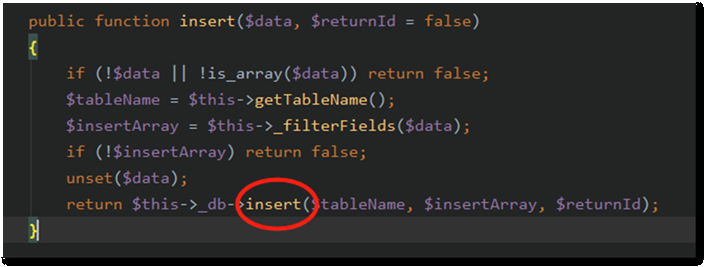 public function insert($data, $returnId = false)
{
if (!$data || !is_array($data)) return false;
$tableName = $this->getTableName();
$insertArray = $this->_filterFields($data);
if (!$insertArray) return false;
unset($data);
return $this->_db->insert($tableName, $insertArray, $returnId);
}